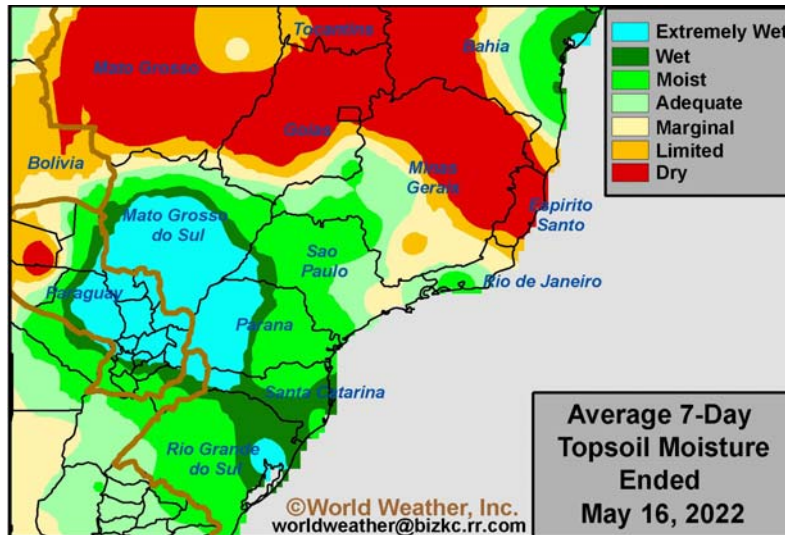 Tocantins
Bahia
Mato Grosso
Goias
Bolivia
Minas
Gerais
Mato Grosso
do Sul
Espirito
Santo
Sao
Paulo
Rio de Janeiro
Paraguay
Parana
Santa Catarina
Rio Grande
do Sul
Extremely Wet
Wet
Moist
Adequate
Marginal
Limited
Dry
Average 7-Day
Topsoil Moisture
Ended
May 16, 2022
©World Weather, Inc.
worldweather@bizkc.rr.com